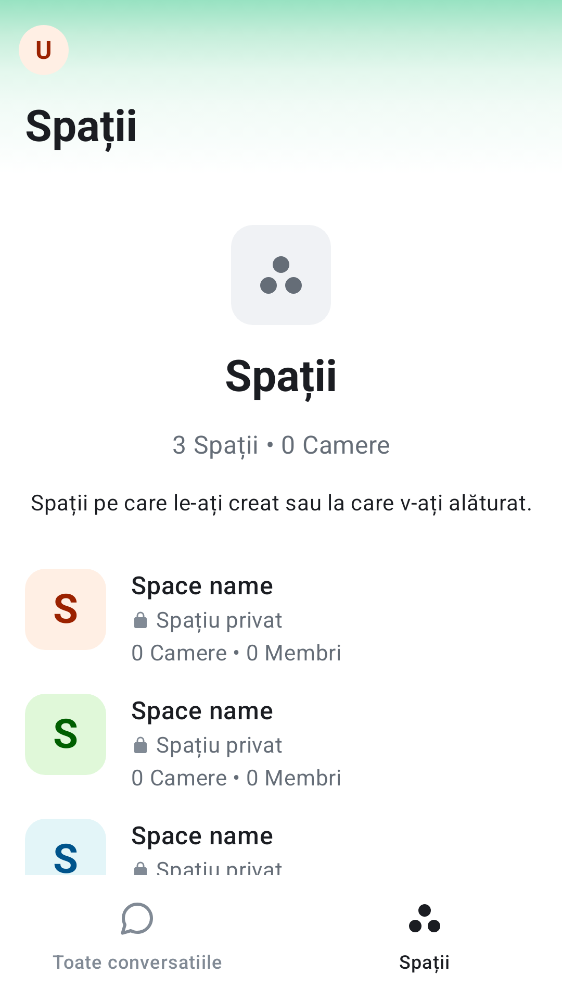 U
Spații
Spații
3 Spații • 0 Camere
Spații pe care le-ați creat sau la care v-ați alăturat.
S
Space name
Spațiu privat
0 Camere • 0 Membri
S
Space name
Spațiu privat
0 Camere • 0 Membri
S
Space name
Spațiu privat
Toate conversatiile
Spații